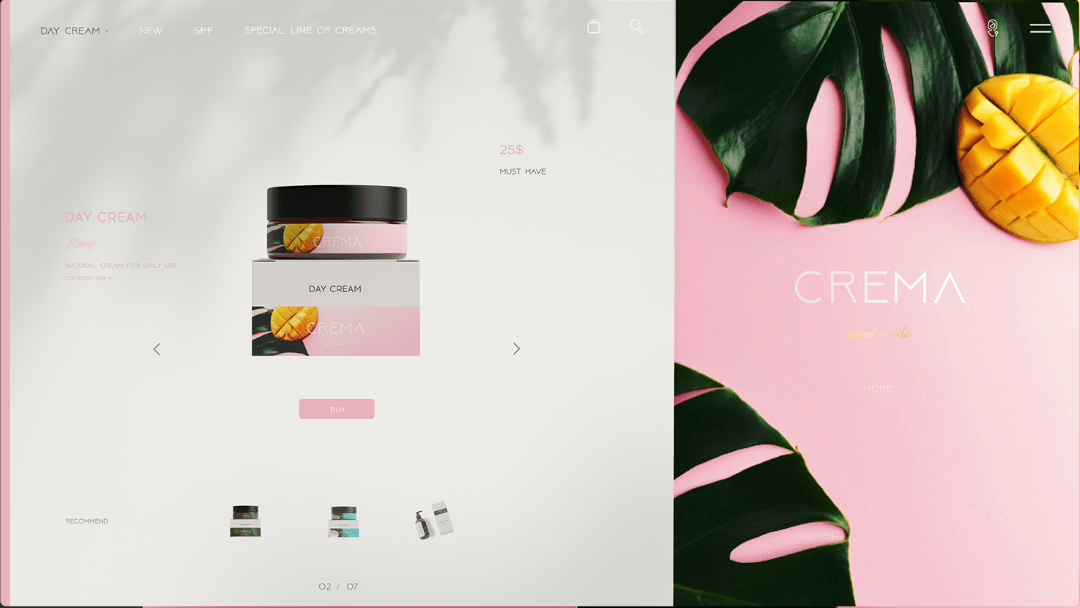 DAY CREAM +
NEW
SPF
SPECIAL LINE OF CREAMS
25$
MUST HAVE
DAY CREAM
Mango
NATURAL CREAM FOR DAILY USE
COMPOSITION +
CREMA
DAY CREAM
CREMA
BUY
RECOMMEND
02 / 07
CREMA
natural
MORE